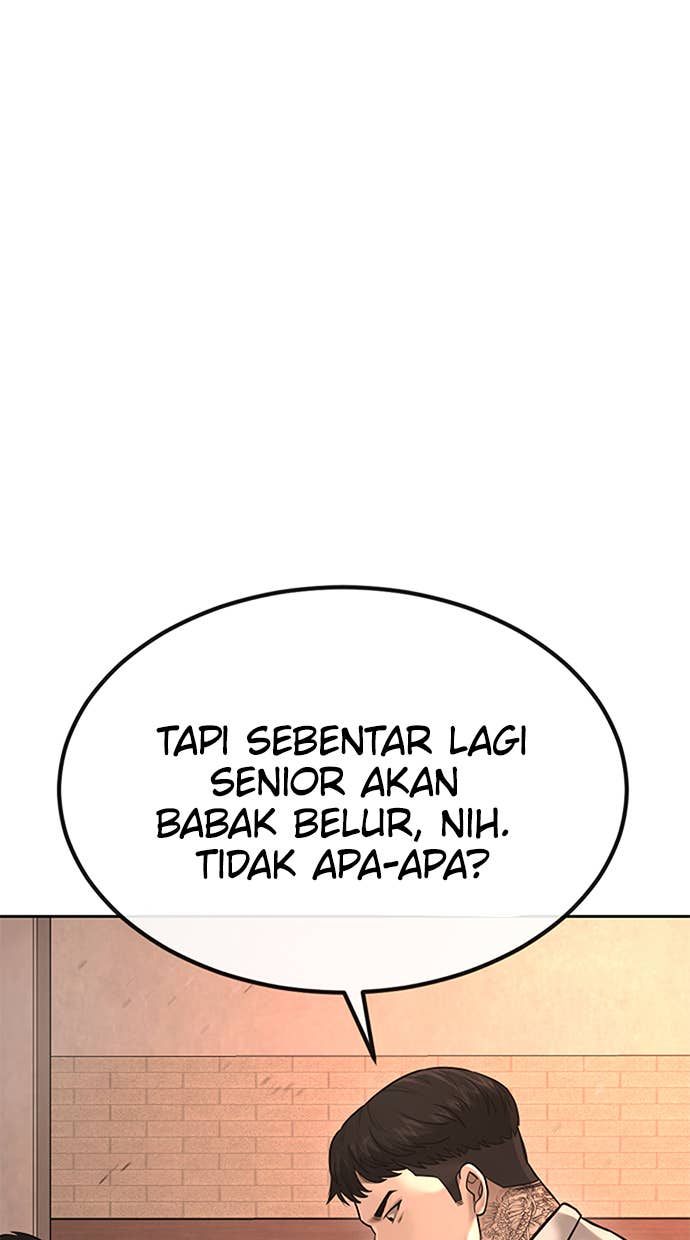 TAPI SEBENTAR LAGI
SENIOR AKAN
BABAK BELUR, NIH.
TIDAK APA-APA?